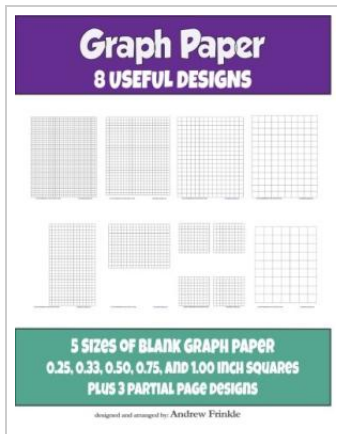 Graph Paper
8 USEFUL DESIGNS
5 SIZES OF BLANK GRAPH PAPER
0.25, 0.33, 0.50, 0.75, AND 1.00 INCH SQUARES
PLUS 3 PARTIAL PAGE DESIGNS
designed and arranged by: Andrew Frinkle